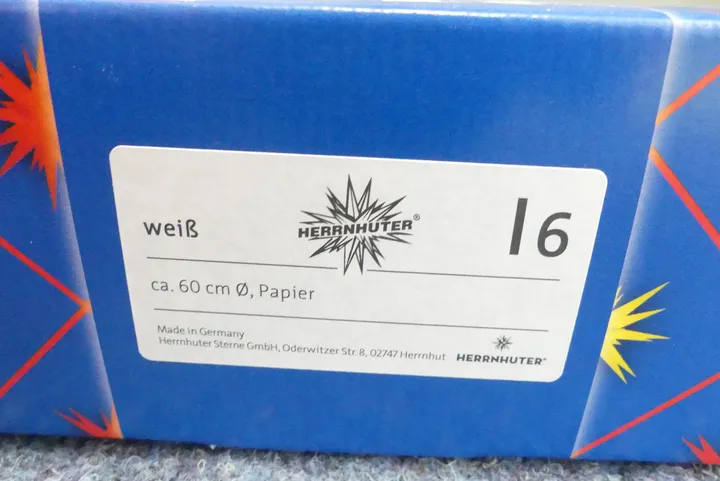 weiß
HERRNHUTER®
I6
ca. 60 cm Ø, Papier
Made in Germany
Herrnhuter Sterne GmbH, Oderwitzer Str. 8, 02747 Herrnhut
HERRNHUTER®